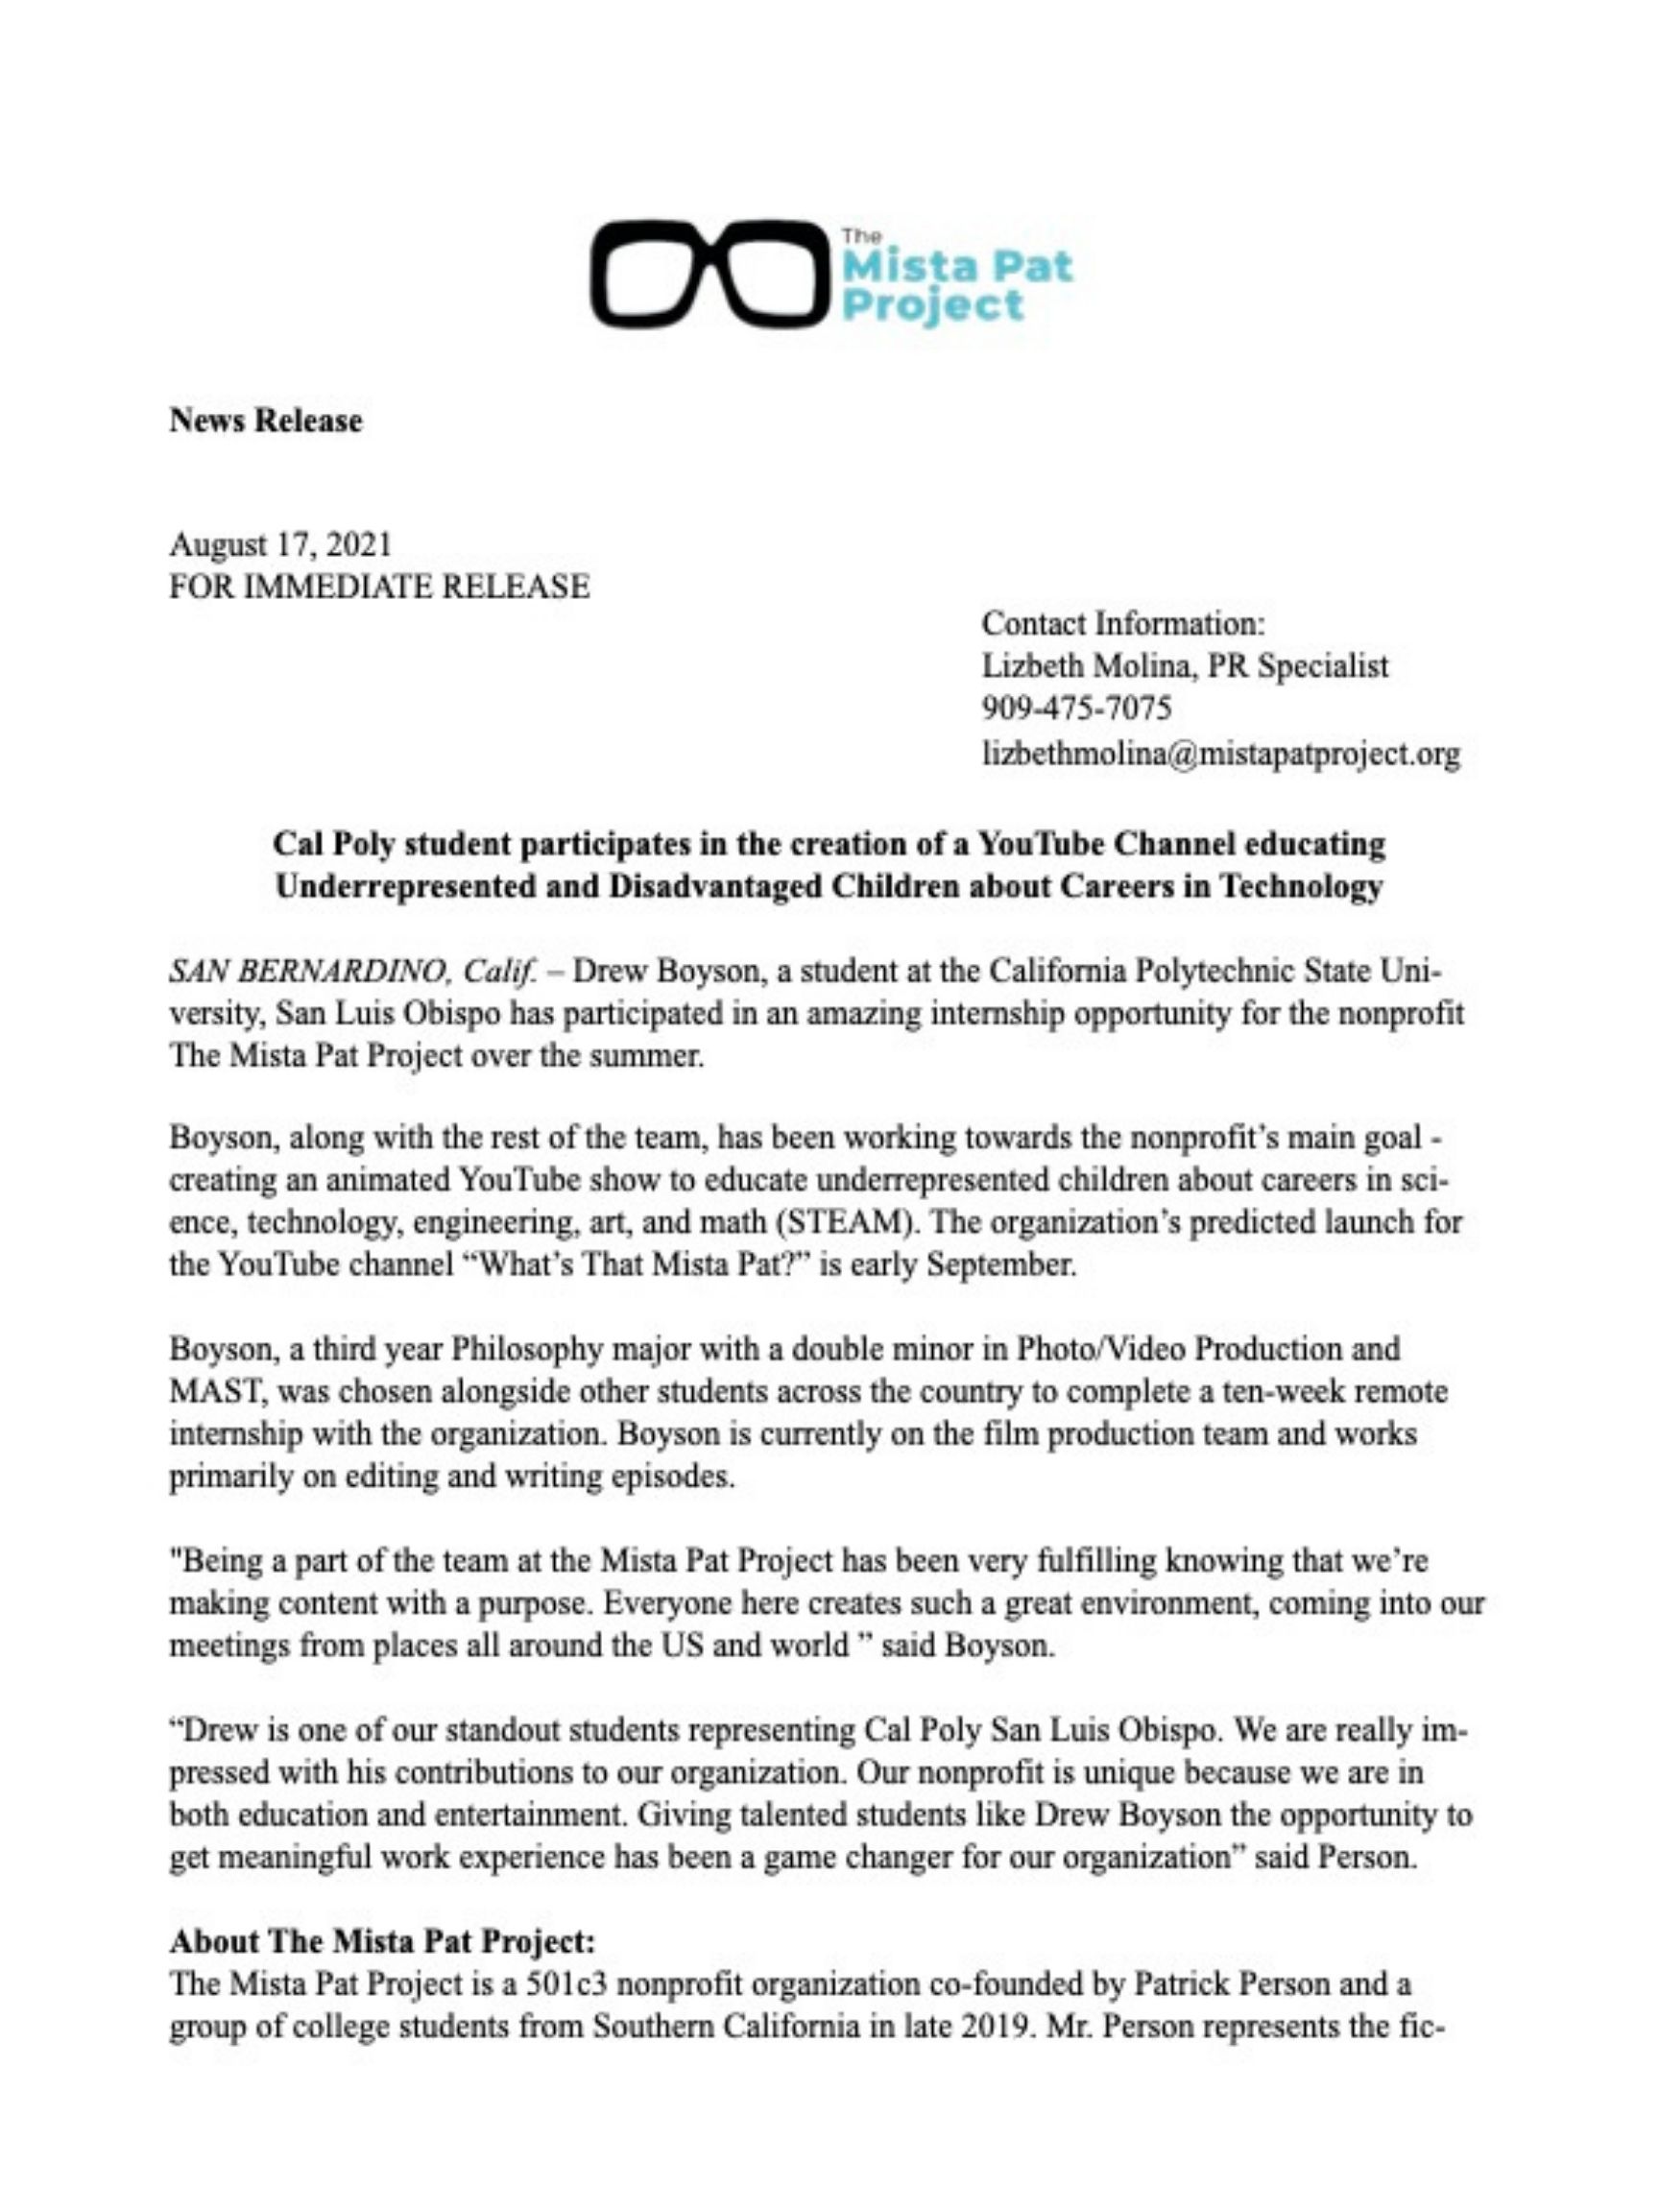 The
Mista Pat
Project
News Release
August 17, 2021
FOR IMMEDIATE RELEASE
Contact Information:
Lizbeth Molina, PR Specialist
909-475-7075
lizbethmolina@mistapatproject.org
Cal Poly student participates in the creation of a YouTube Channel educating
Underrepresented and Disadvantaged Children about Careers in Technology
SAN BERNARDINO, Calif. – Drew Boyson, a student at the California Polytechnic State Uni-
versity, San Luis Obispo has participated in an amazing internship opportunity for the nonprofit
The Mista Pat Project over the summer.
Boyson, along with the rest of the team, has been working towards the nonprofit’s main goal -
creating an animated YouTube show to educate underrepresented children about careers in sci-
ence, technology, engineering, art, and math (STEAM). The organization’s predicted launch for
the YouTube channel “What’s That Mista Pat?” is early September.
Boyson, a third year Philosophy major with a double minor in Photo/Video Production and
MAST, was chosen alongside other students across the country to complete a ten-week remote
internship with the organization. Boyson is currently on the film production team and works
primarily on editing and writing episodes.
"Being a part of the team at the Mista Pat Project has been very fulfilling knowing that we’re
making content with a purpose. Everyone here creates such a great environment, coming into our
meetings from places all around the US and world ” said Boyson.
“Drew is one of our standout students representing Cal Poly San Luis Obispo. We are really im-
pressed with his contributions to our organization. Our nonprofit is unique because we are in
both education and entertainment. Giving talented students like Drew Boyson the opportunity to
get meaningful work experience has been a game changer for our organization” said Person.
About The Mista Pat Project:
The Mista Pat Project is a 501c3 nonprofit organization co-founded by Patrick Person and a
group of college students from Southern California in late 2019. Mr. Person represents the fic-